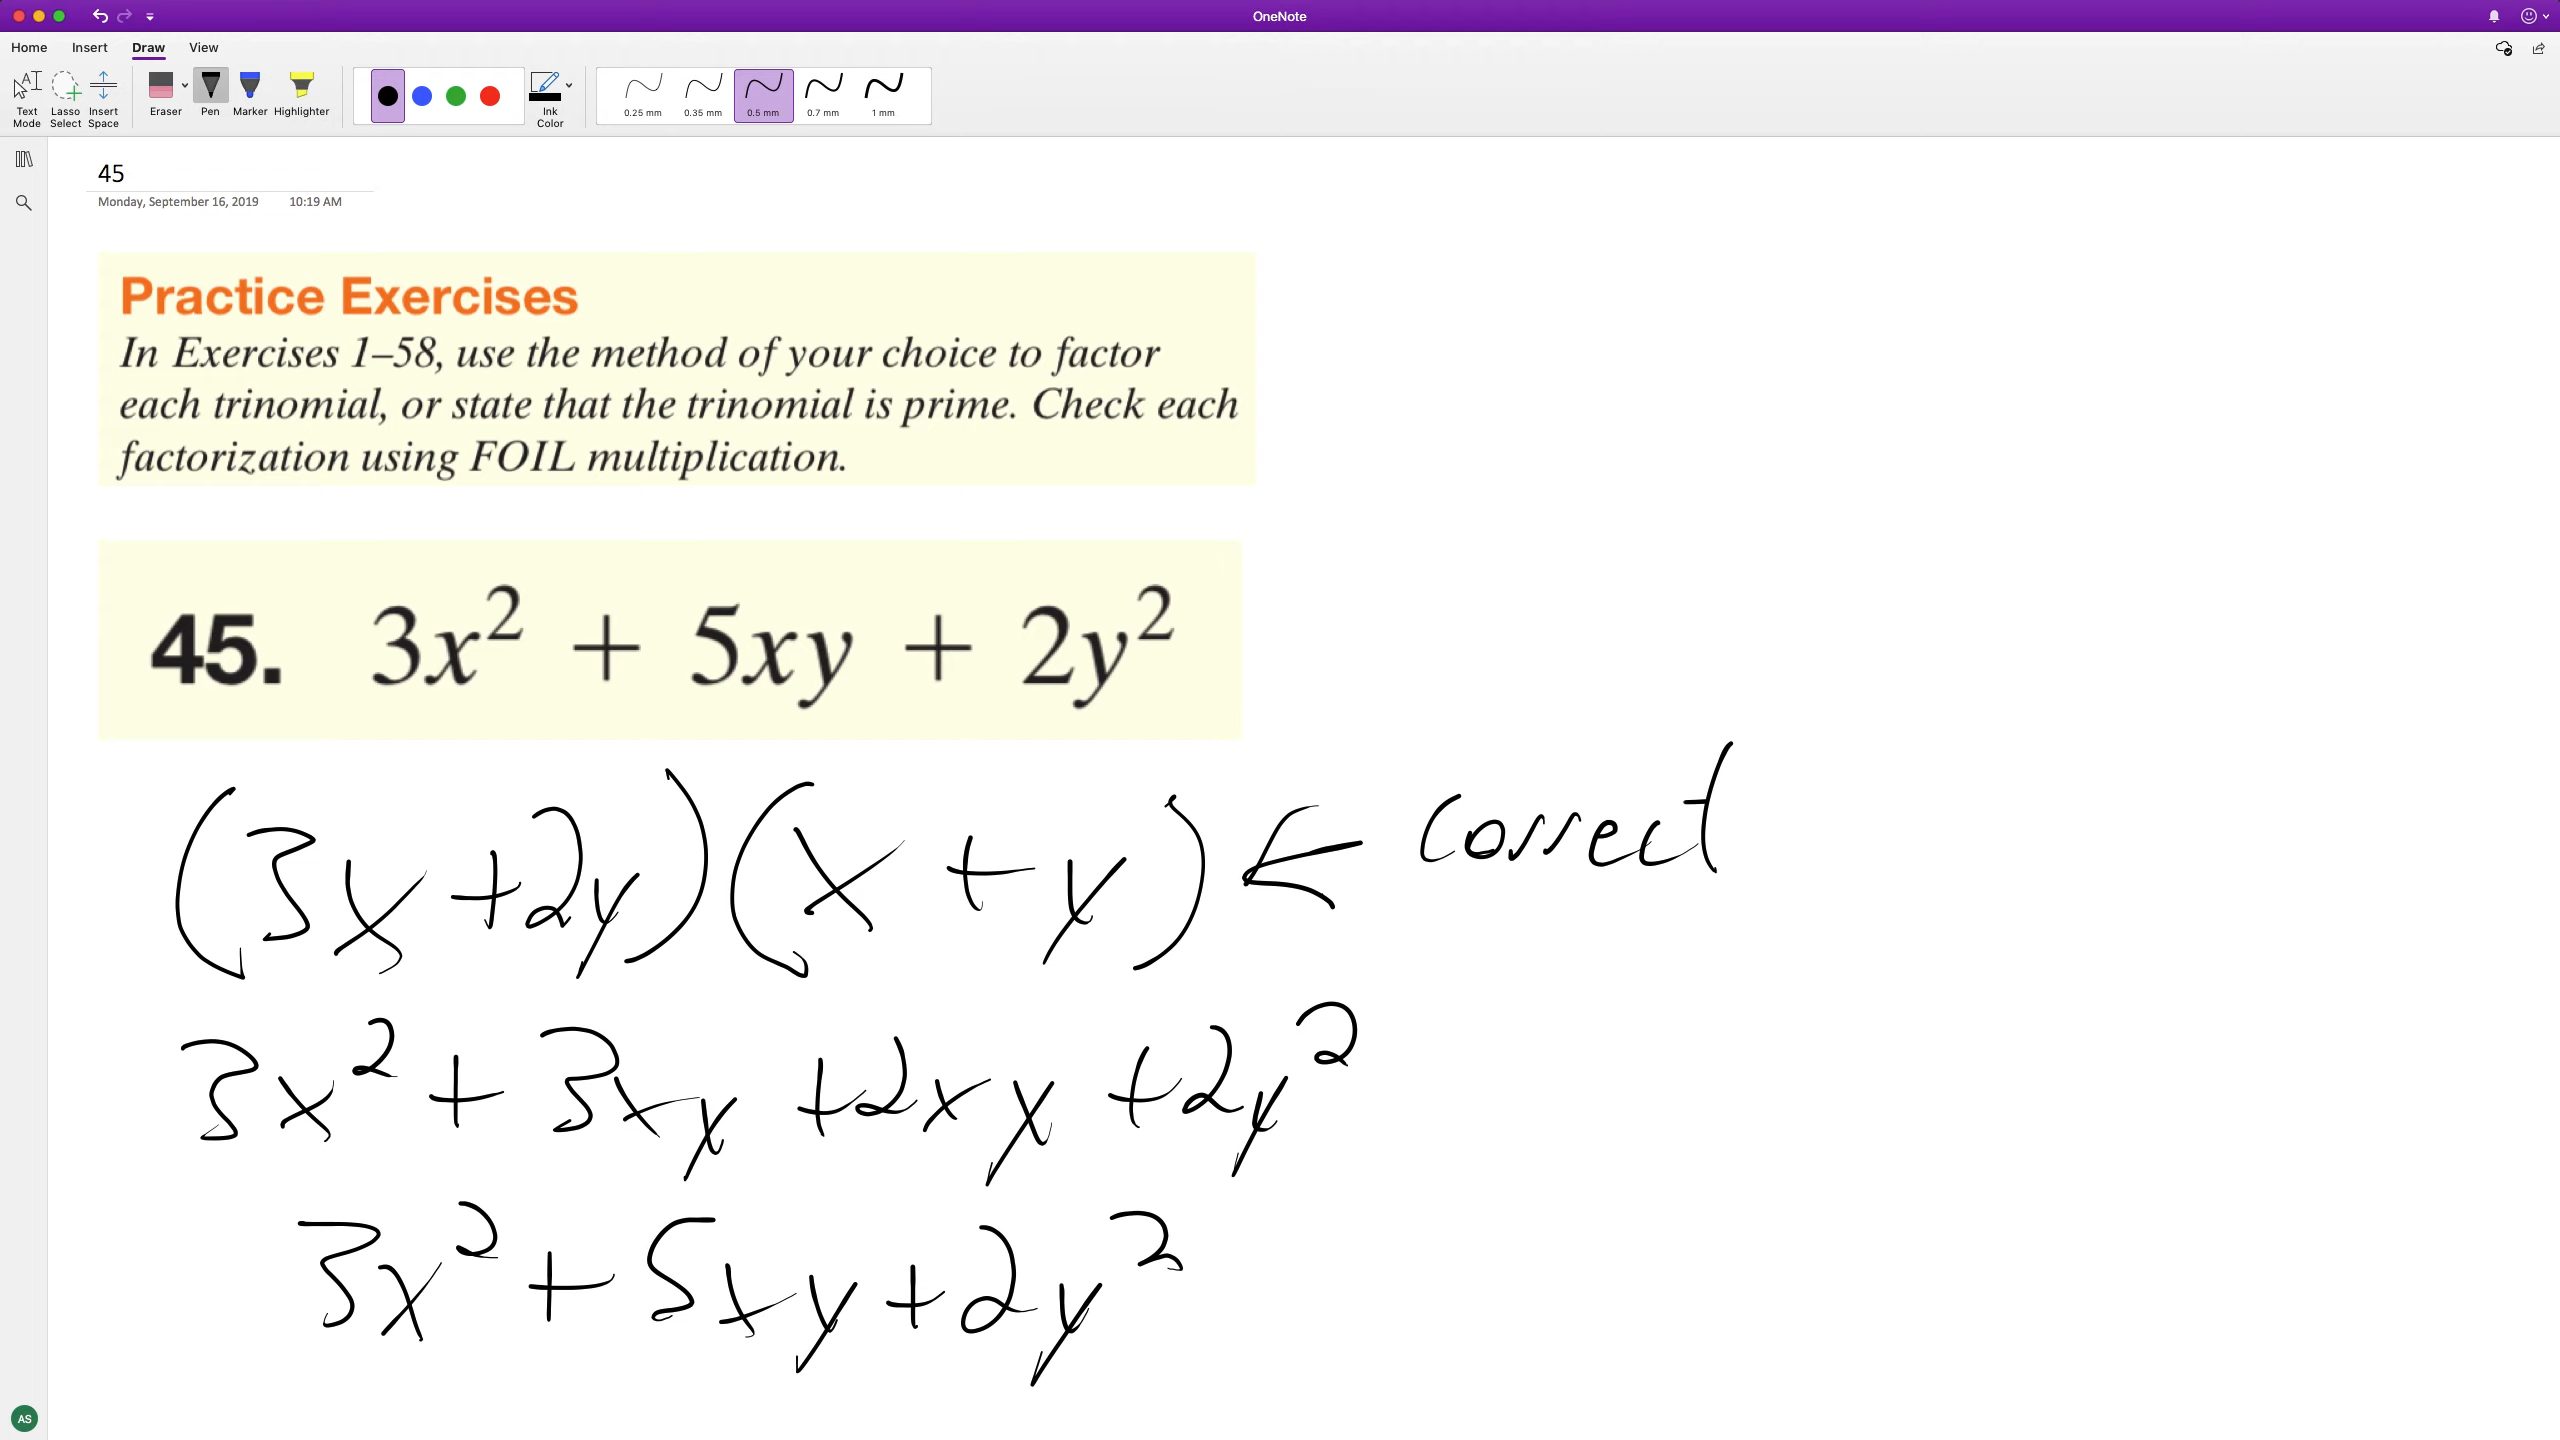 OneNote
Home Insert Draw View
Text Mode Lasso Select Insert Space Eraser Pen Marker Highlighter Ink Color 0.25 mm 0.35 mm 0.5 mm 0.7 mm 1 mm
45
Monday, September 16, 2019 10:19 AM
Practice Exercises
In Exercises 1–58, use the method of your choice to factor
each trinomial, or state that the trinomial is prime. Check each
factorization using FOIL multiplication.
45. 3x² + 5xy + 2y²
(3x+2y)(x + y) ← correct
3x² + 3xy +2xy +2y²
3x² + 5xy+2y²
AS